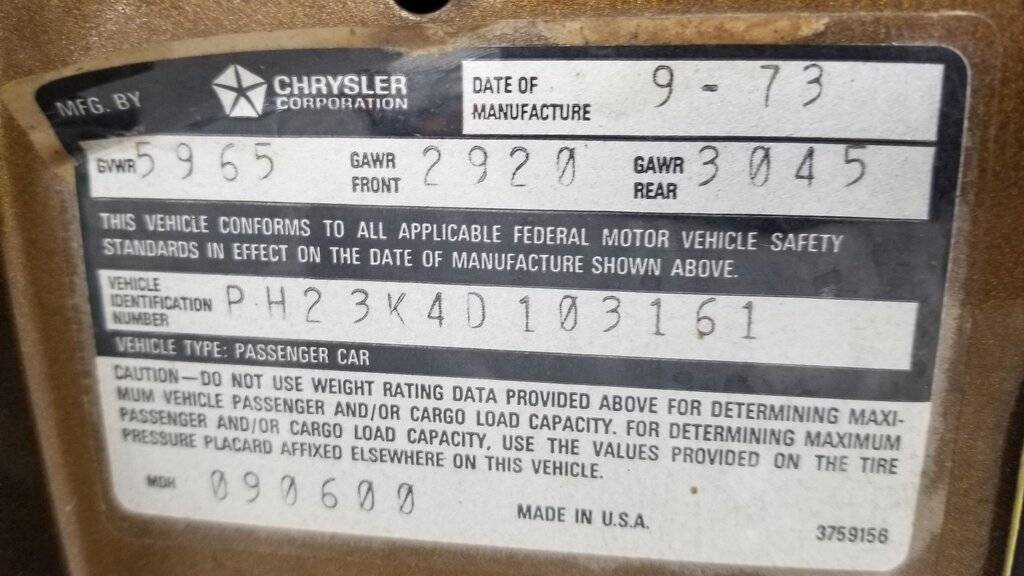 MFG. BY CHRYSLER CORPORATION DATE OF MANUFACTURE 9-73
GVWR 5965 GAWR FRONT 2920 GAWR REAR 3045
THIS VEHICLE CONFORMS TO ALL APPLICABLE FEDERAL MOTOR VEHICLE SAFETY
STANDARDS IN EFFECT ON THE DATE OF MANUFACTURE SHOWN ABOVE.
VEHICLE IDENTIFICATION NUMBER PH23K4D103161
VEHICLE TYPE: PASSENGER CAR
CAUTION—DO NOT USE WEIGHT RATING DATA PROVIDED ABOVE FOR DETERMINING MAXI-
MUM VEHICLE PASSENGER AND/OR CARGO LOAD CAPACITY. FOR DETERMINING MAXIMUM
PASSENGER AND/OR CARGO LOAD CAPACITY, USE THE VALUES PROVIDED ON THE TIRE
PRESSURE PLACARD AFFIXED ELSEWHERE ON THIS VEHICLE.
MDH 090600 MADE IN U.S.A. 3759156